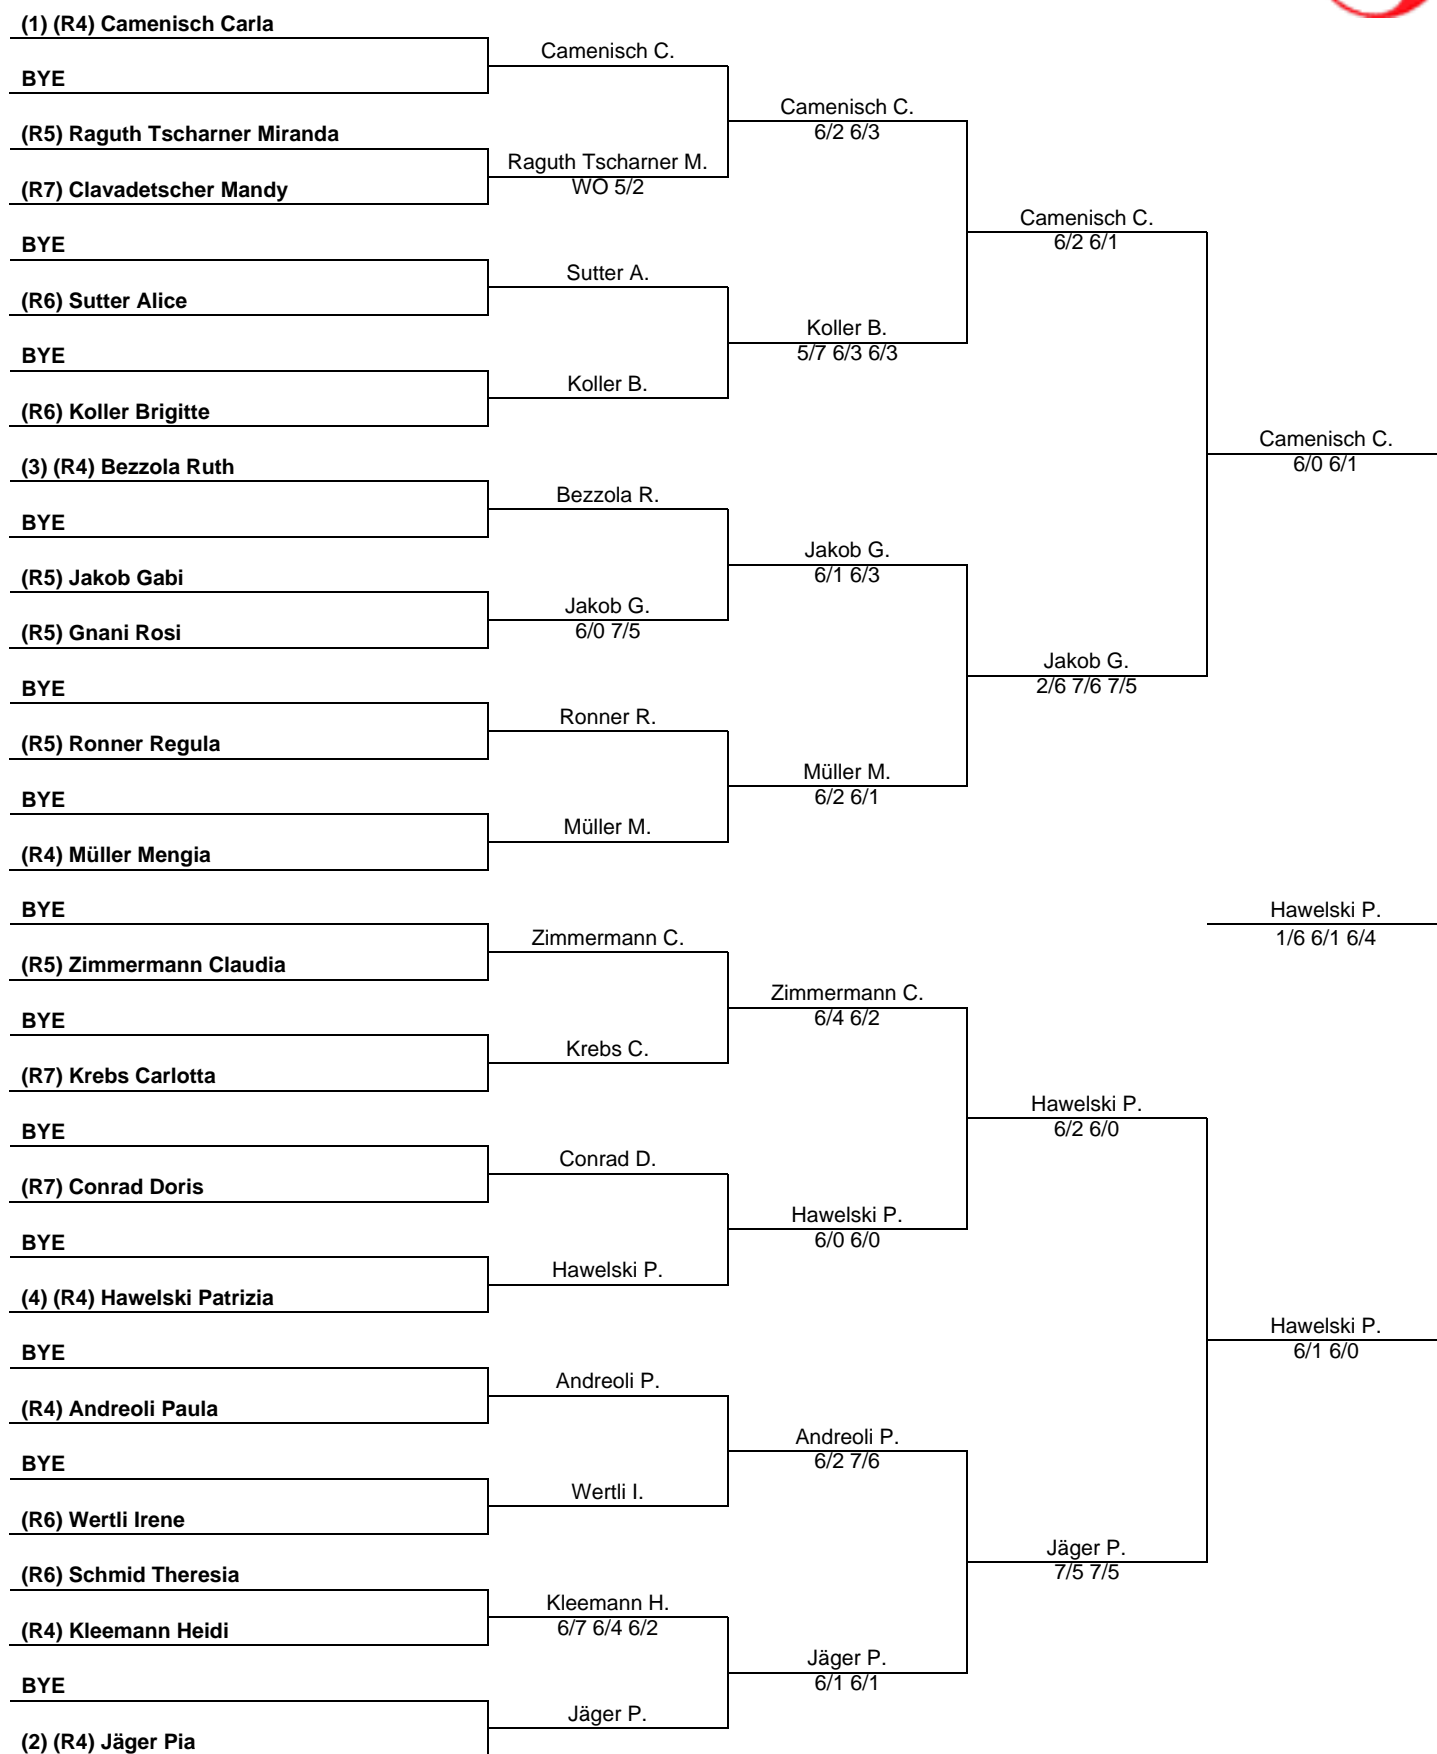 (1) (R4) Camenisch Carla
Camenisch C.
BYE
Camenisch C.
6/2 6/3
(R5) Raguth Tscharner Miranda
Raguth Tscharner M.
WO 5/2
(R7) Clavadetscher Mandy
Camenisch C.
6/2 6/1
BYE
Sutter A.
(R6) Sutter Alice
Koller B.
5/7 6/3 6/3
BYE
Koller B.
(R6) Koller Brigitte
Camenisch C.
6/0 6/1
(3) (R4) Bezzola Ruth
Bezzola R.
BYE
Jakob G.
6/1 6/3
(R5) Jakob Gabi
Jakob G.
6/0 7/5
(R5) Gnani Rosi
Jakob G.
2/6 7/6 7/5
BYE
Ronner R.
(R5) Ronner Regula
Müller M.
6/2 6/1
BYE
Müller M.
(R4) Müller Mengia
BYE
Hawelski P.
1/6 6/1 6/4
Zimmermann C.
(R5) Zimmermann Claudia
Zimmermann C.
6/4 6/2
BYE
Krebs C.
(R7) Krebs Carlotta
Hawelski P.
6/2 6/0
BYE
Conrad D.
(R7) Conrad Doris
Hawelski P.
6/0 6/0
BYE
Hawelski P.
(4) (R4) Hawelski Patrizia
Hawelski P.
6/1 6/0
BYE
Andreoli P.
(R4) Andreoli Paula
Andreoli P.
6/2 7/6
BYE
Wertli I.
(R6) Wertli Irene
Jäger P.
7/5 7/5
(R6) Schmid Theresia
Kleemann H.
6/7 6/4 6/2
(R4) Kleemann Heidi
Jäger P.
6/1 6/1
BYE
Jäger P.
(2) (R4) Jäger Pia